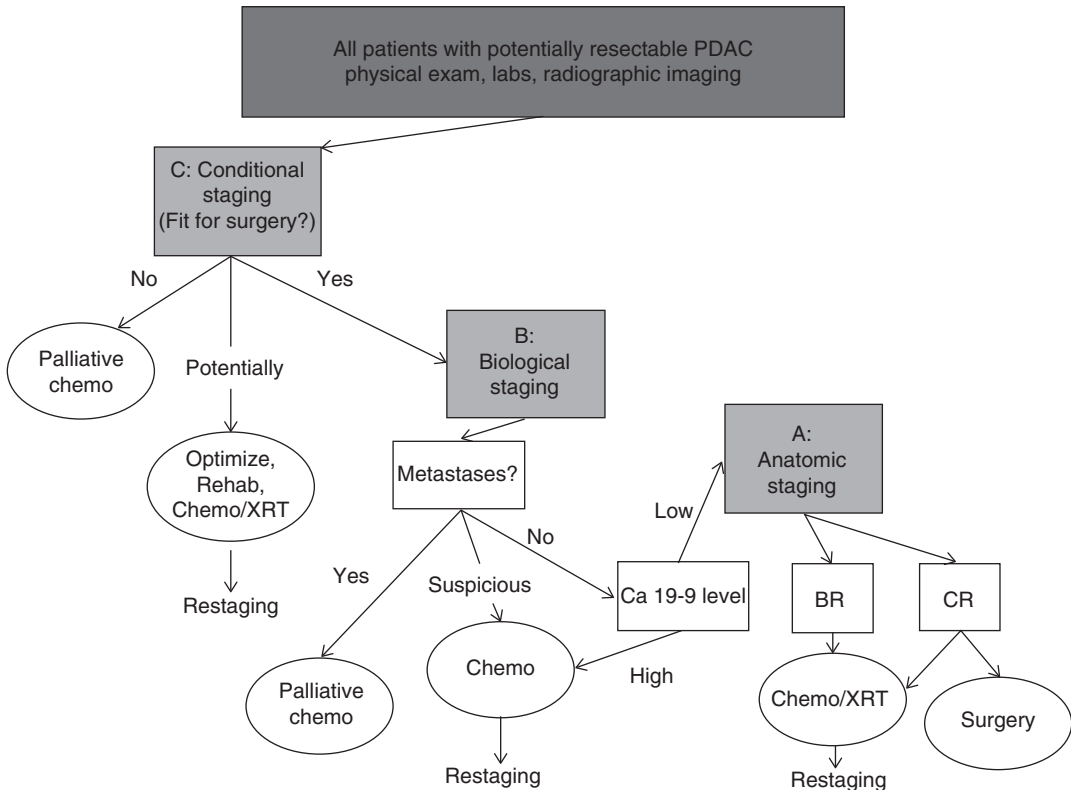 All patients with potentially resectable PDAC
physical exam, labs, radiographic imaging
C: Conditional
staging
(Fit for surgery?)
No
Yes
Potentially
Palliative
chemo
B:
Biological
staging
Optimize,
Rehab,
Chemo/XRT
Restaging
Metastases?
A:
Anatomic
staging
Low
No
Yes
Suspicious
Ca 19-9 level
BR
CR
Palliative
chemo
Chemo
High
Chemo/XRT
Surgery
Restaging
Restaging